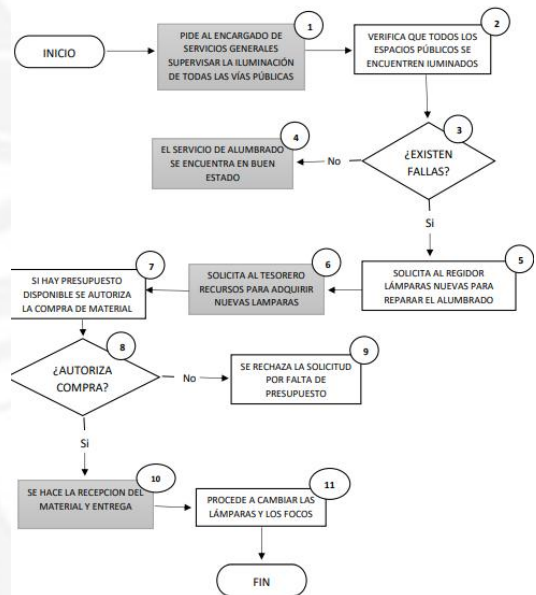 INICIO
1
PIDE AL ENCARGADO DE
SERVICIOS GENERALES
SUPERVISAR LA ILUMINACIÓN
DE TODAS LAS VÍAS PÚBLICAS
2
VERIFICA QUE TODOS LOS
ESPACIOS PÚBLICOS SE
ENCUENTREN IUMINADOS
3
¿EXISTEN
FALLAS?
No
4
EL SERVICIO DE ALUMBRADO
SE ENCUENTRA EN BUEN
ESTADO
Si
5
SOLICITA AL REGIDOR
LÁMPARAS NUEVAS PARA
REPARAR EL ALUMBRADO
6
SOLICITA AL TESORERO
RECURSOS PARA ADQUIRIR
NUEVAS LAMPARAS
7
SI HAY PRESUPUESTO
DISPONIBLE SE AUTORIZA
LA COMPRA DE MATERIAL
8
¿AUTORIZA
COMPRA?
No
9
SE RECHAZA LA SOLICITUD
POR FALTA DE
PRESUPUESTO
Si
10
SE HACE LA RECEPCION DEL
MATERIAL Y ENTREGA
11
PROCEDE A CAMBIAR LAS
LÁMPARAS Y LOS FOCOS
FIN